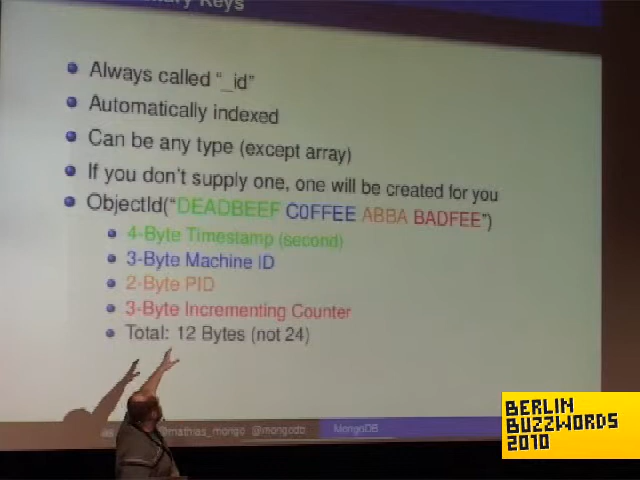 Keys
Always called “_id”
Automatically indexed
Can be any type (except array)
If you don't supply one, one will be created for you
ObjectId(“DEADBEEF C0FFEE ABBA BADFEE”)
4-Byte Timestamp (second)
3-Byte Machine ID
2-Byte PID
3-Byte Incrementing Counter
Total: 12 Bytes (not 24)
@mathias_mongo @mongodb MongoDB
BERLIN
BUZZWORDS
2010